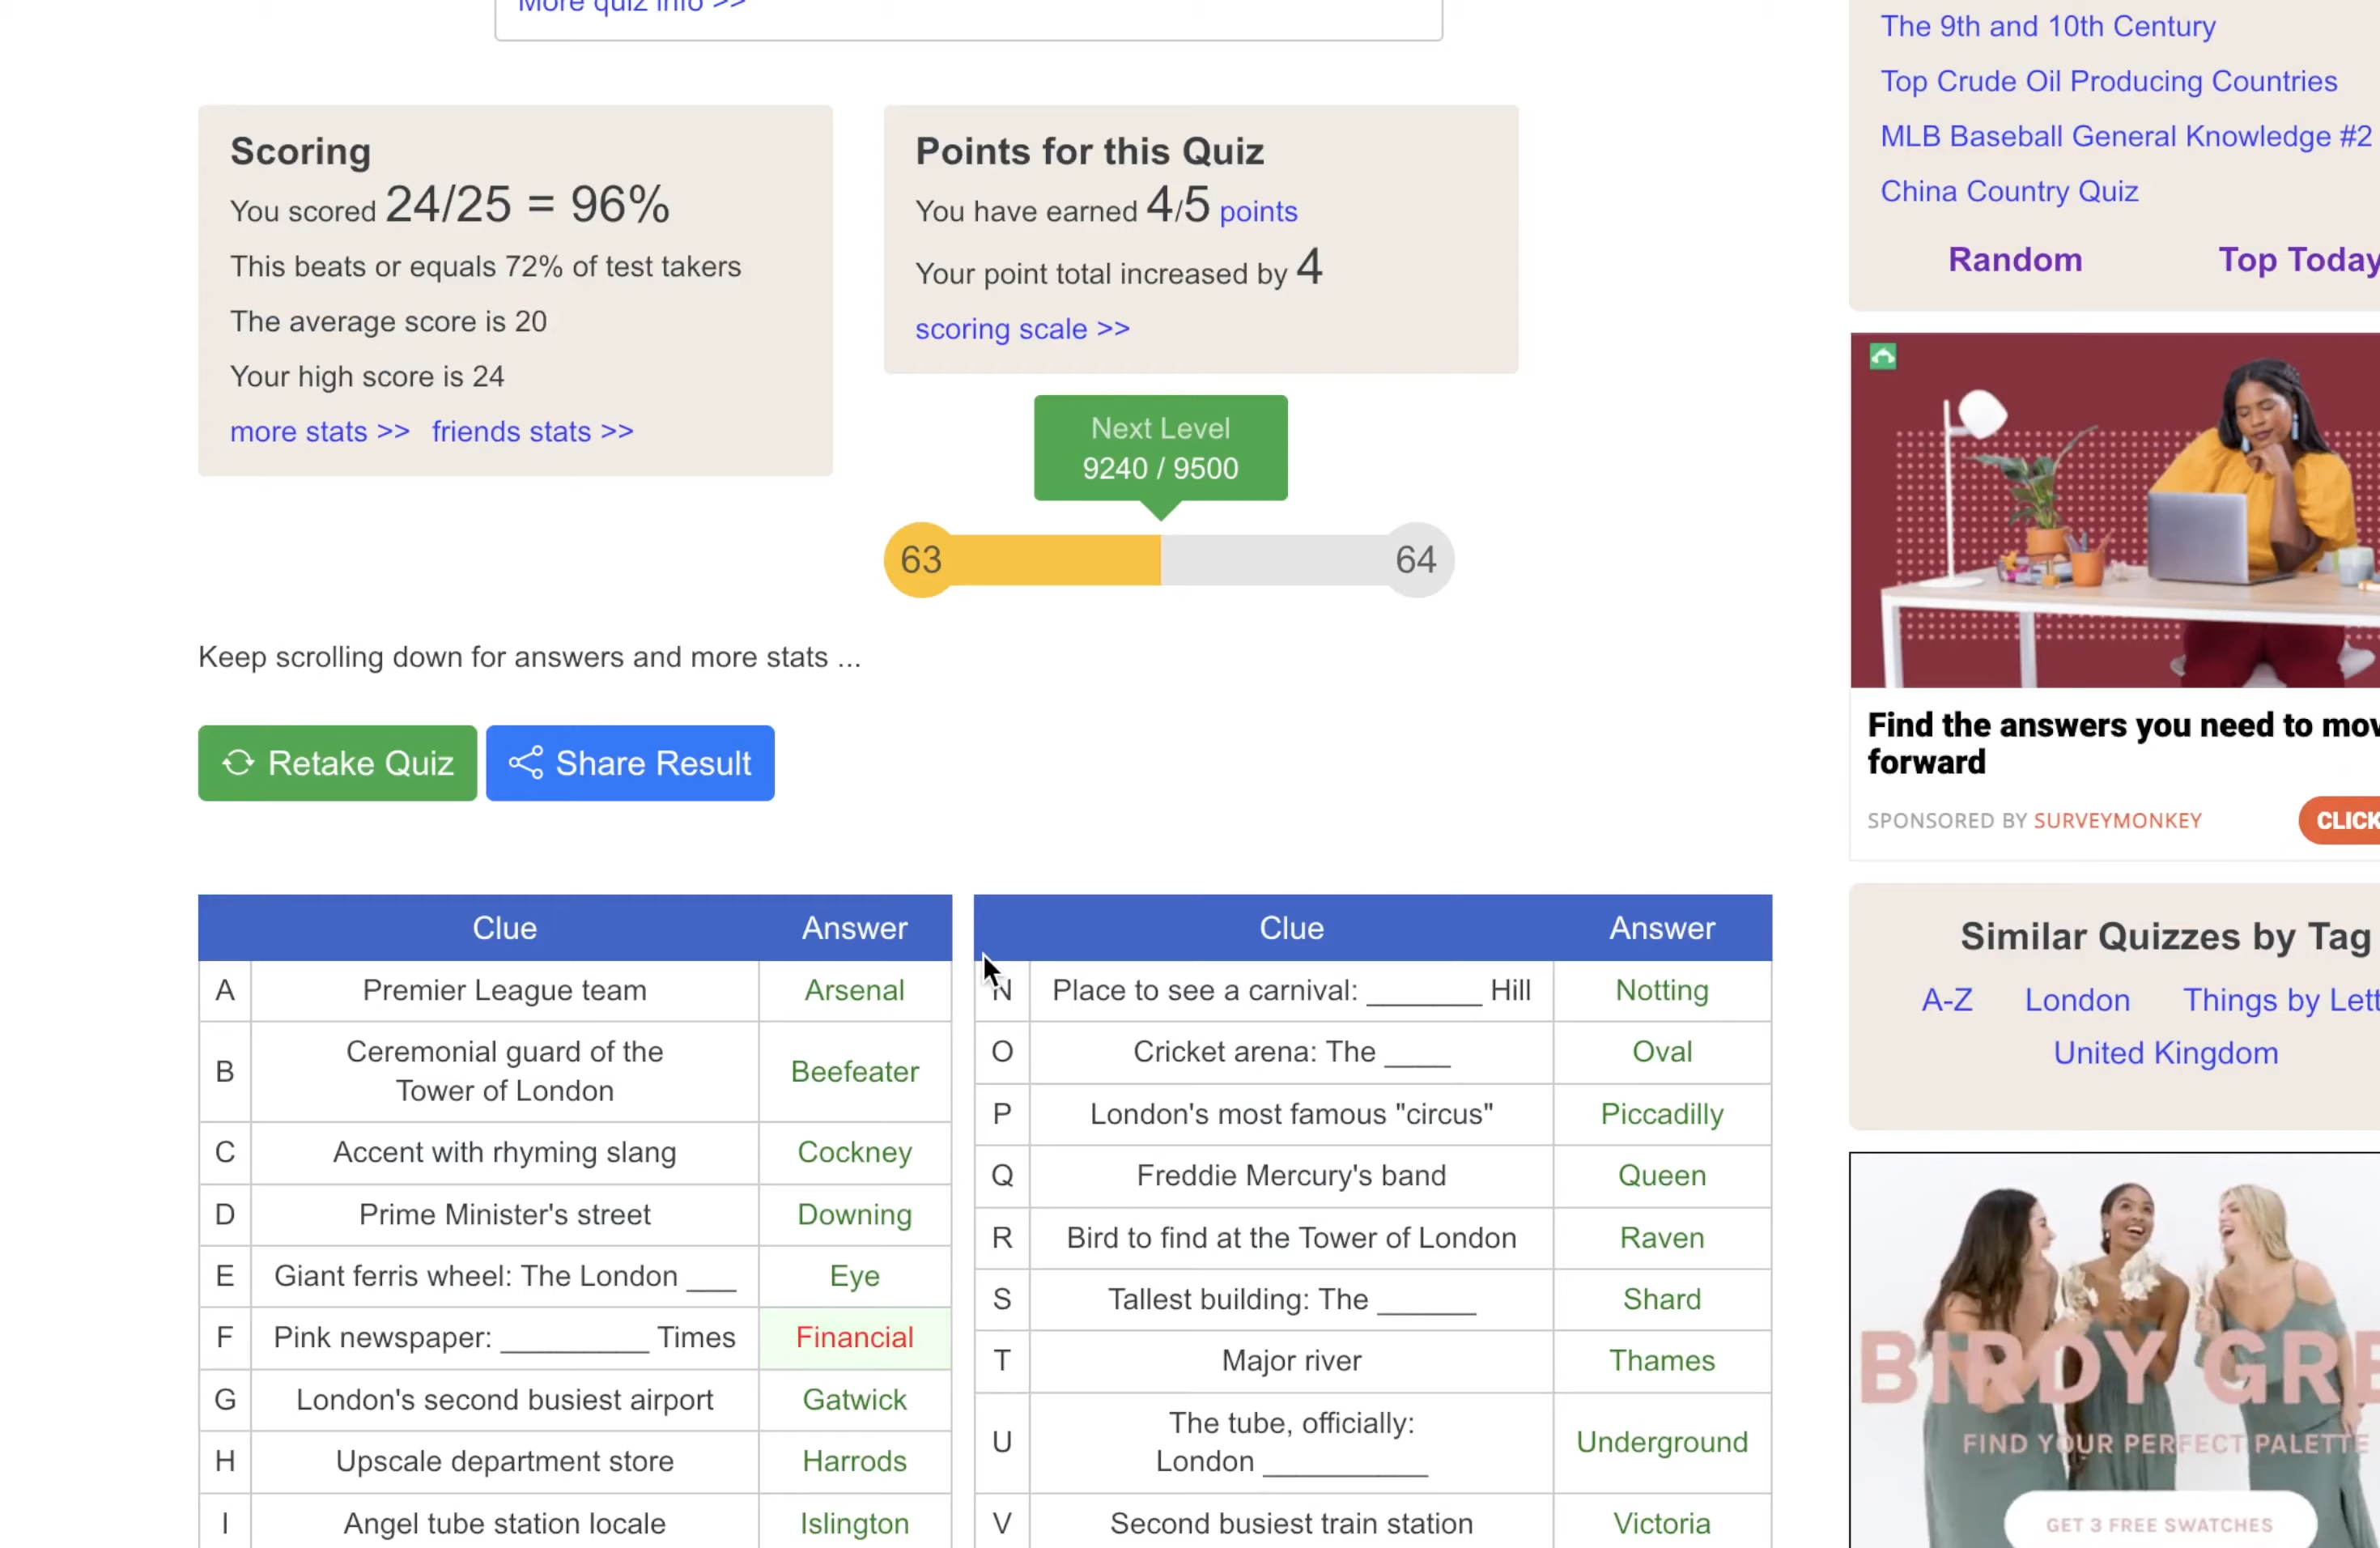 More quiz info >>
Scoring
You scored 24/25 = 96%
This beats or equals 72% of test takers
The average score is 20
Your high score is 24
more stats >> friends stats >>
Points for this Quiz
You have earned 4/5 points
Your point total increased by 4
scoring scale >>
Next Level
9240 / 9500
63
64
Keep scrolling down for answers and more stats ...
Retake Quiz
Share Result
Clue Answer
A Premier League team Arsenal
B Ceremonial guard of the
Tower of London Beefeater
C Accent with rhyming slang Cockney
D Prime Minister's street Downing
E Giant ferris wheel: The London ___ Eye
F Pink newspaper: _________ Times Financial
G London's second busiest airport Gatwick
H Upscale department store Harrods
I Angel tube station locale Islington
Clue Answer
N Place to see a carnival: _______ Hill Notting
O Cricket arena: The ____ Oval
P London's most famous "circus" Piccadilly
Q Freddie Mercury's band Queen
R Bird to find at the Tower of London Raven
S Tallest building: The ______ Shard
T Major river Thames
U The tube, officially:
London __________ Underground
V Second busiest train station Victoria
The 9th and 10th Century
Top Crude Oil Producing Countries
MLB Baseball General Knowledge #2
China Country Quiz
Random Top Today
Find the answers you need to
forward
SPONSORED BY SURVEYMONKEY
CLICK
Similar Quizzes by Tag
A-Z London Things by
United Kingdom
BIRDY
FIND YOUR PERFECT PALETTE
GET 3 FREE SWATCHES